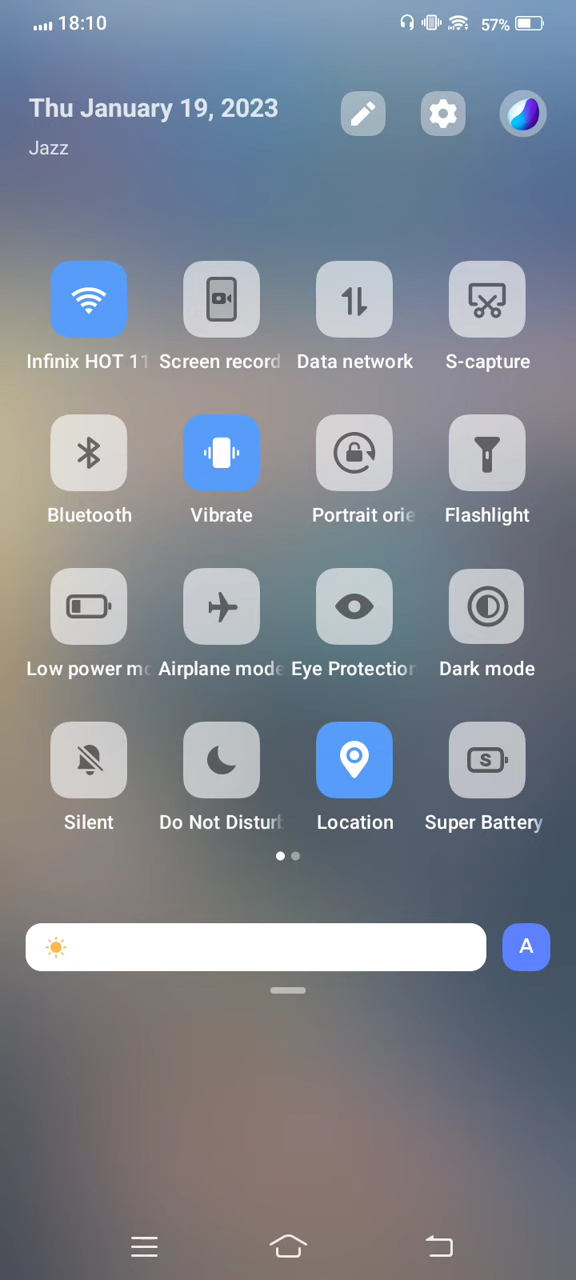 18:10 57%
Thu January 19, 2023
Jazz
Infinix HOT 11 Screen record Data network S-capture
Bluetooth Vibrate Portrait orie Flashlight
Low power mo Airplane mode Eye Protection Dark mode
Silent Do Not Disturb Location Super Battery
A